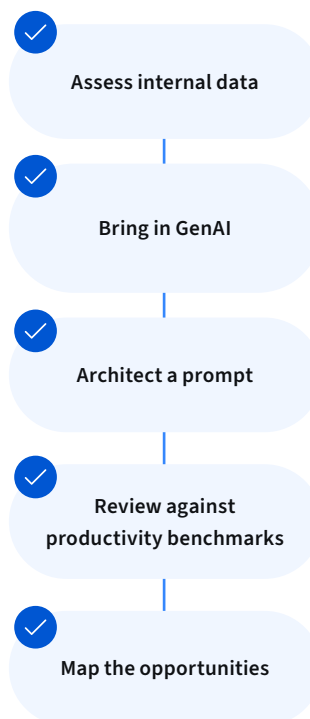 Assess internal data
Bring in GenAI
Architect a prompt
Review against
productivity benchmarks
Map the opportunities